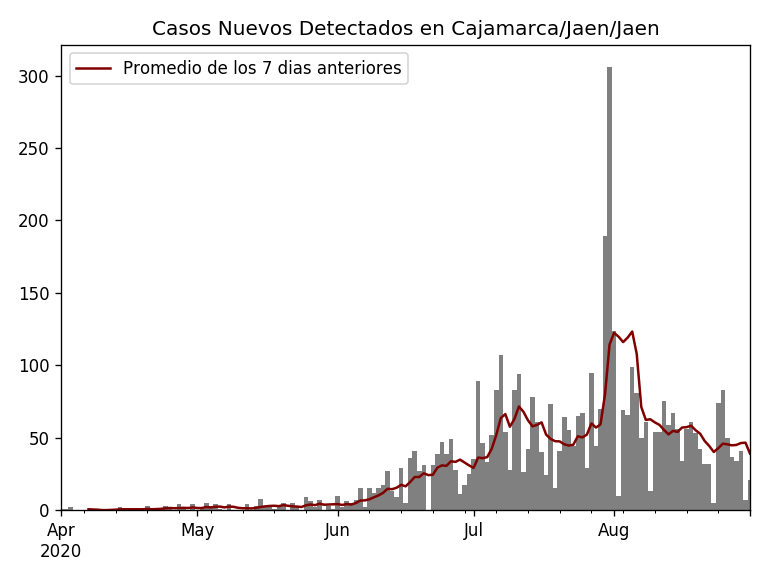 Casos Nuevos Detectados en Cajamarca/Jaen/Jaen
Promedio de los 7 dias anteriores
300
250
200
150
100
50
0
Apr May Jun Jul Aug
2020